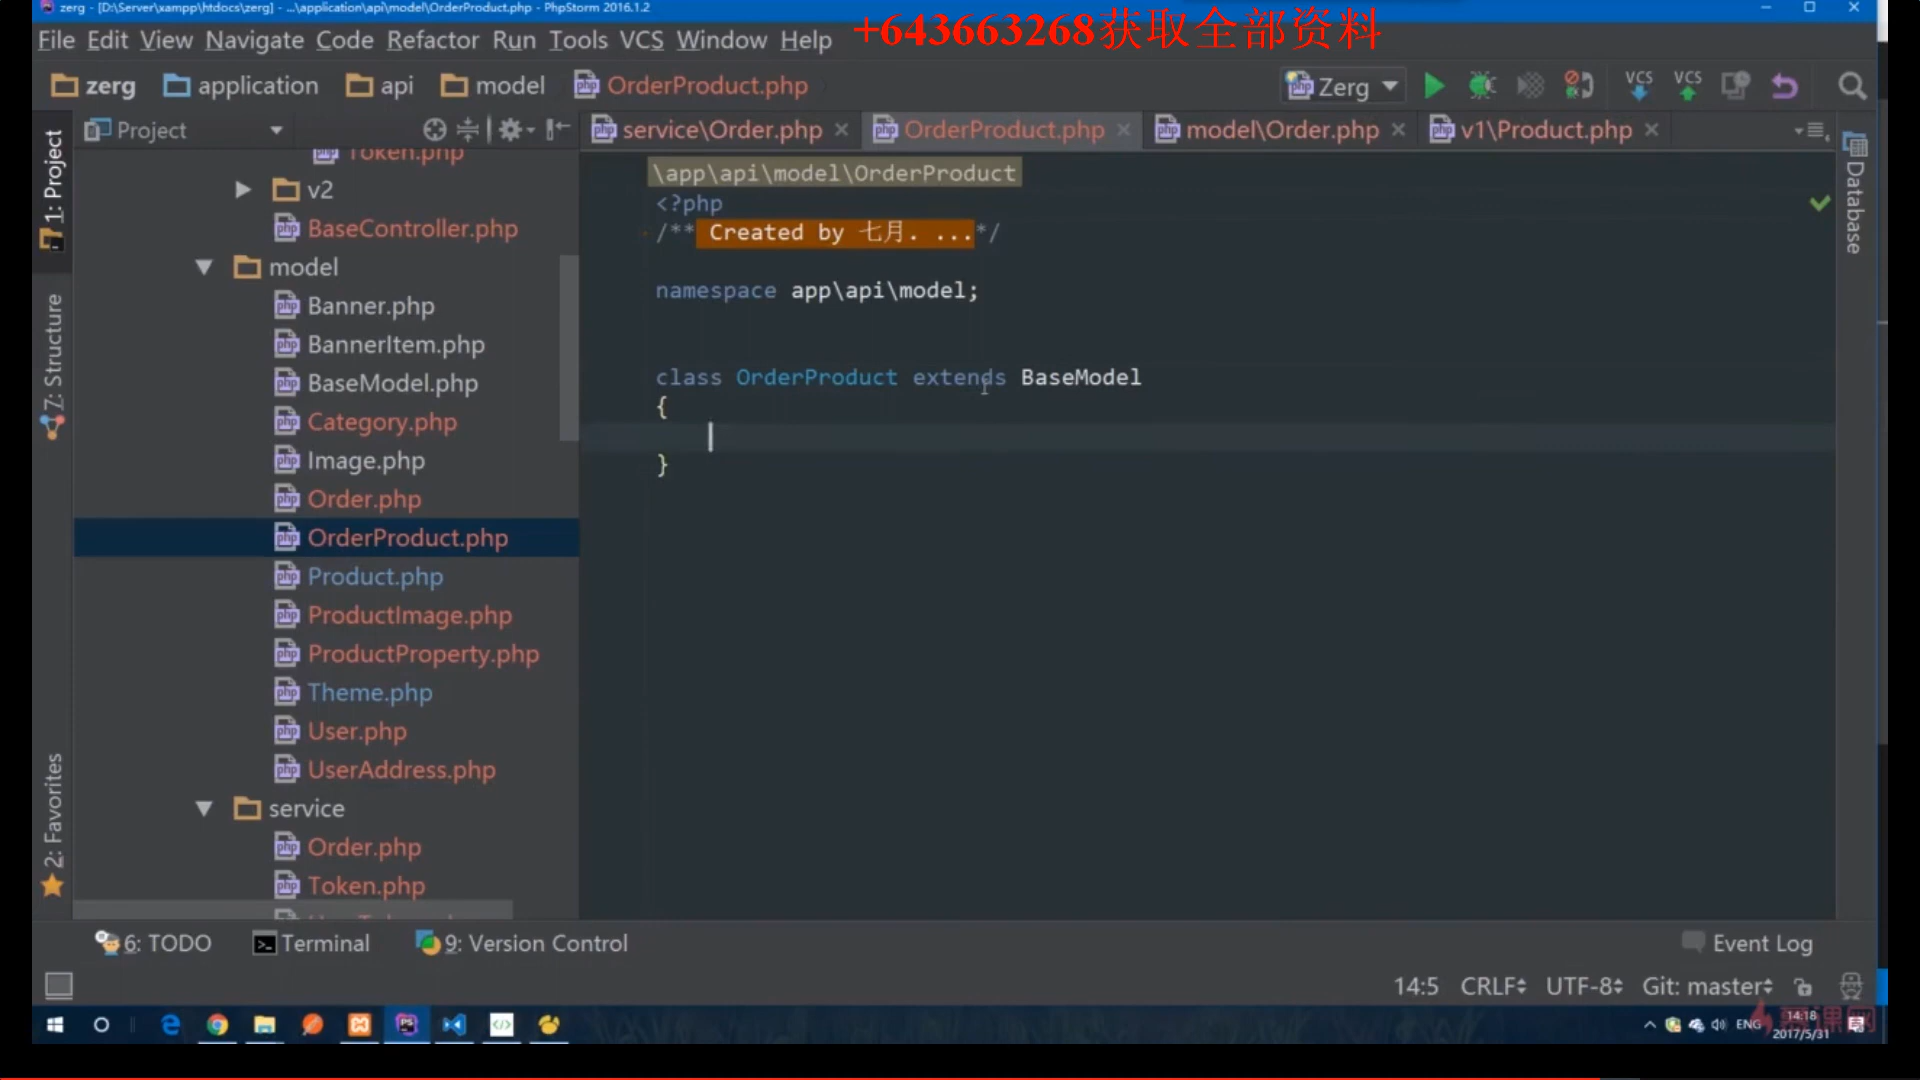 zerg - [D:\Server\xampp\htdocs\zerg] - ...\application\api\model\OrderProduct.php - PhpStorm 2016.1.2
+643663268获取全部资料
File Edit View Navigate Code Refactor Run Tools VCS Window Help
zerg application api model OrderProduct.php
Zerg
VCS VCS
1: Project
Project
service\Order.php
OrderProduct.php
model\Order.php
v1\Product.php
Token.php
v2
BaseController.php
model
Banner.php
BannerItem.php
BaseModel.php
Category.php
Image.php
Order.php
OrderProduct.php
Product.php
ProductImage.php
ProductProperty.php
Theme.php
User.php
UserAddress.php
service
Order.php
Token.php
7: Structure
2: Favorites
\app\api\model\OrderProduct
<?php
/** Created by 七月. ...*/
namespace app\api\model;
class OrderProduct extends BaseModel
{
}
Database
6: TODO Terminal 9: Version Control
Event Log
14:5 CRLF UTF-8 Git: master
ENG
14:18
2017/5/31
慕课网